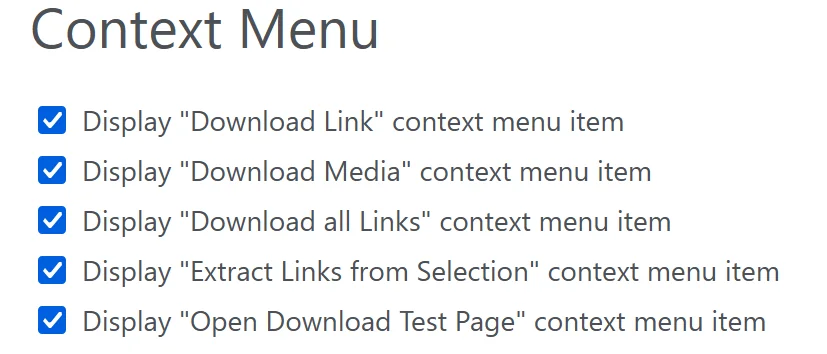 Context Menu
Display "Download Link" context menu item
Display "Download Media" context menu item
Display "Download all Links" context menu item
Display "Extract Links from Selection" context menu item
Display "Open Download Test Page" context menu item